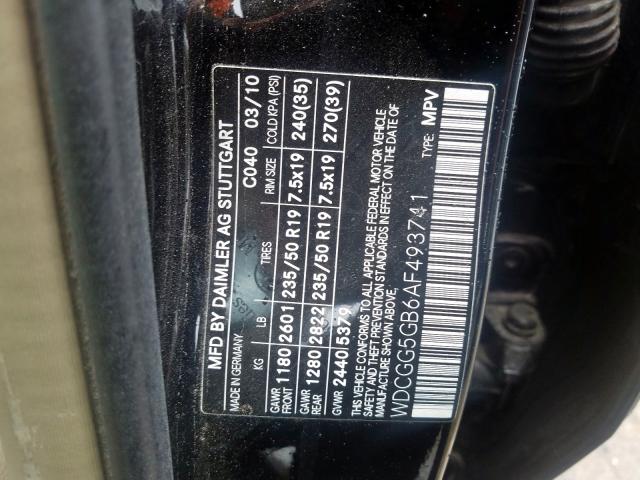 MFD BY DAIMLER AG STUTTGART
MADE IN GERMANY C040 03/10
KG LB TIRES RIM SIZE COLD KPA (PSI)
GAWR FRONT 1180 2601 235/50 R19 7.5x19 240(35)
GAWR REAR 1280 2822 235/50 R19 7.5x19 270(39)
GVWR 2440 5379
THIS VEHICLE CONFORMS TO ALL APPLICABLE FEDERAL MOTOR VEHICLE
SAFETY AND THEFT PREVENTION STANDARDS IN EFFECT ON THE DATE OF
MANUFACTURE SHOWN ABOVE.
WDCGG5GB6AF493741 TYPE: MPV